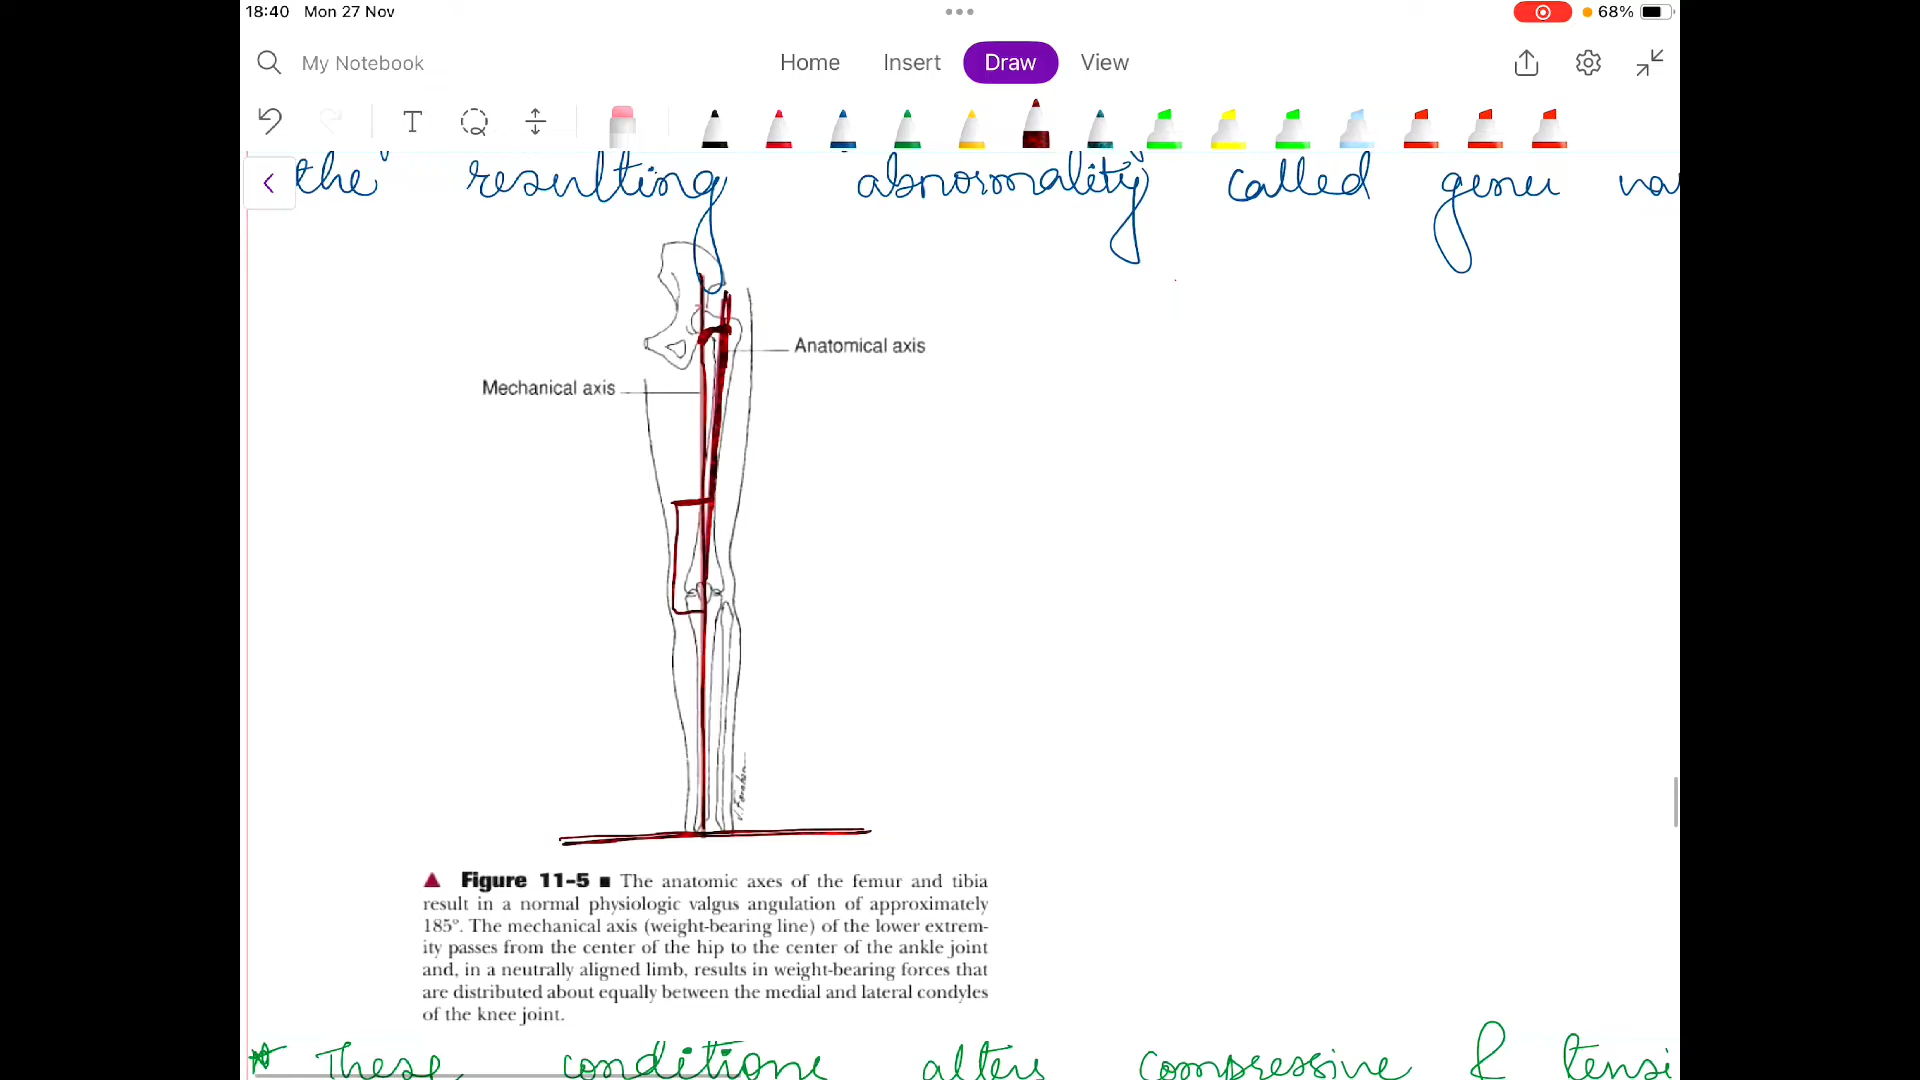 18:40 Mon 27 Nov
68%
My Notebook
Home Insert Draw View
T
the resulting abnormality called genu
Anatomical axis
Mechanical axis
▲ Figure 11-5 ■ The anatomic axes of the femur and tibia
result in a normal physiologic valgus angulation of approximately
185°. The mechanical axis (weight-bearing line) of the lower extrem-
ity passes from the center of the hip to the center of the ankle joint
and, in a neutrally aligned limb, results in weight-bearing forces that
are distributed about equally between the medial and lateral condyles
of the knee joint.
These conditions alters compressive & tensi